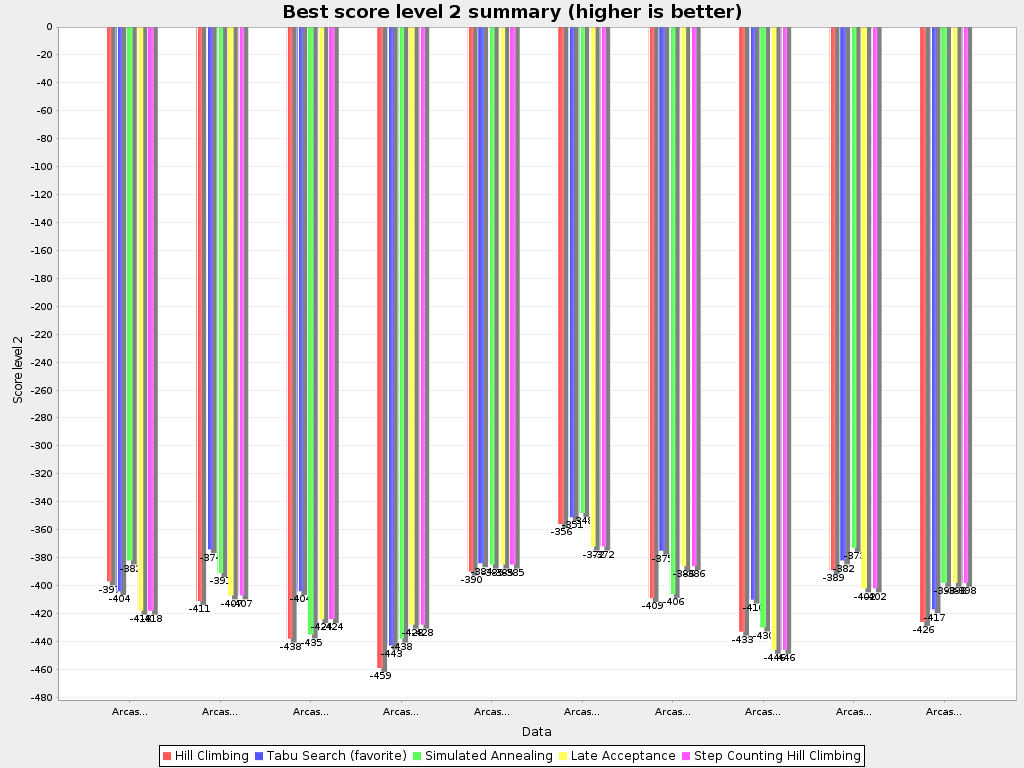 Best score level 2 summary (higher is better)
Score level 2
0
-20
-40
-60
-80
-100
-120
-140
-160
-180
-200
-220
-240
-260
-280
-300
-320
-340
-360
-380
-400
-420
-440
-460
-480
-404 -418
-411 -407
-438 -435 -424
-459 -443 -438 -428
-390 -385
-356 -351 -372
-409 -406 -386
-433 -446
-389 -382 -402
-426 -417 -398
Arcas... Arcas... Arcas... Arcas... Arcas... Arcas... Arcas... Arcas... Arcas... Arcas...
Data
Hill Climbing Tabu Search (favorite) Simulated Annealing Late Acceptance Step Counting Hill Climbing